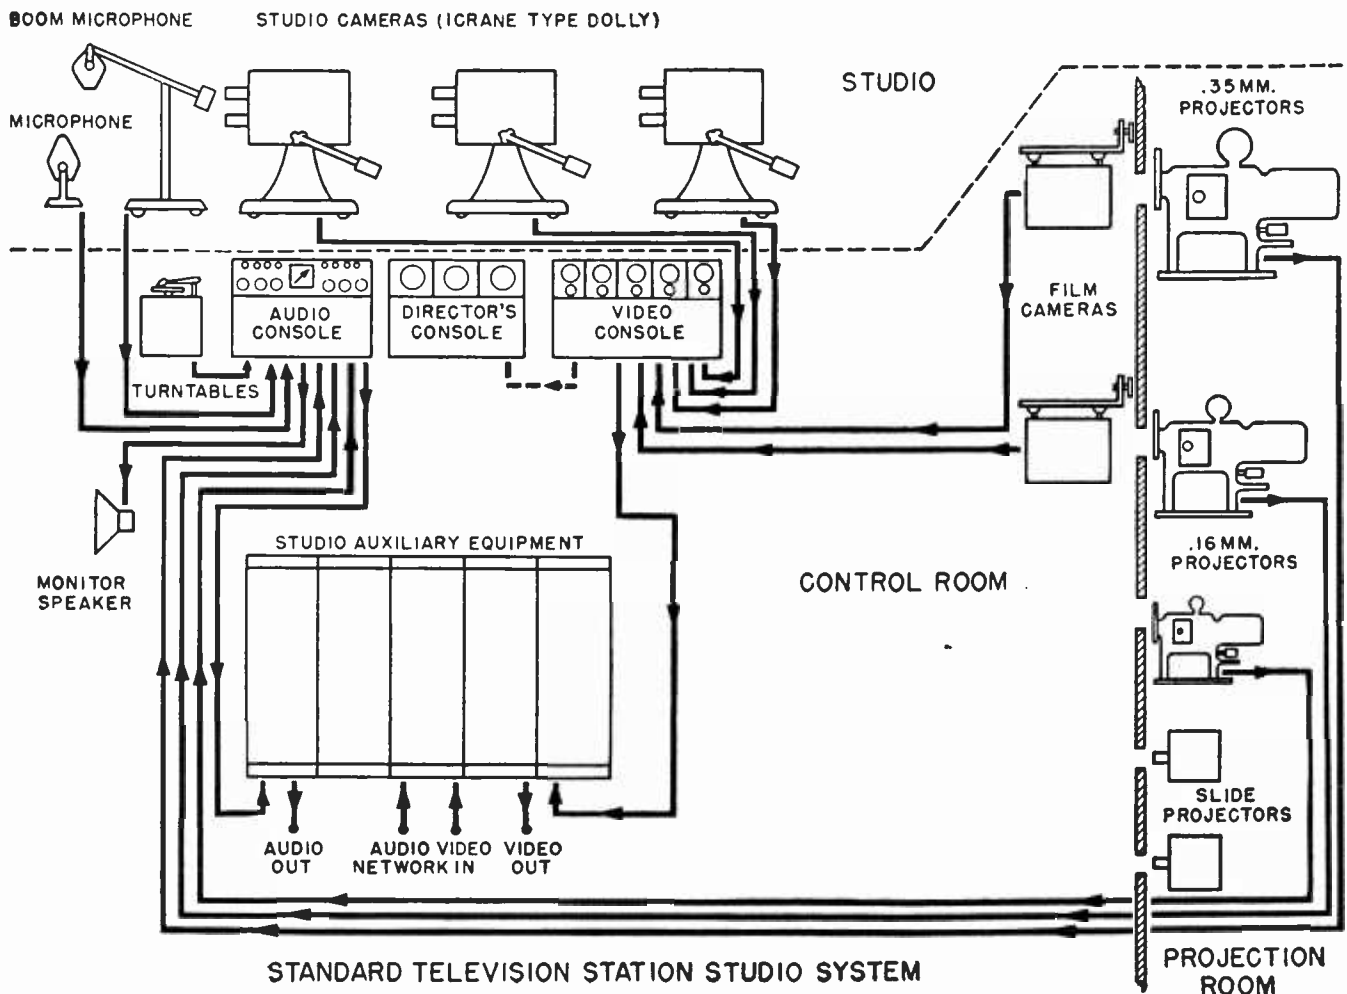 BOOM MICROPHONE
STUDIO CAMERAS (1CRANE TYPE DOLLY)
STUDIO
.35MM.
PROJECTORS
MICROPHONE
FILM
CAMERAS
AUDIO
CONSOLE
DIRECTOR'S
CONSOLE
VIDEO
CONSOLE
TURNTABLES
STUDIO AUXILIARY EQUIPMENT
.16MM.
PROJECTORS
MONITOR
SPEAKER
CONTROL ROOM
SLIDE
PROJECTORS
AUDIO
OUT
AUDIO VIDEO
NETWORK IN
VIDEO
OUT
STANDARD TELEVISION STATION STUDIO SYSTEM
PROJECTION
ROOM